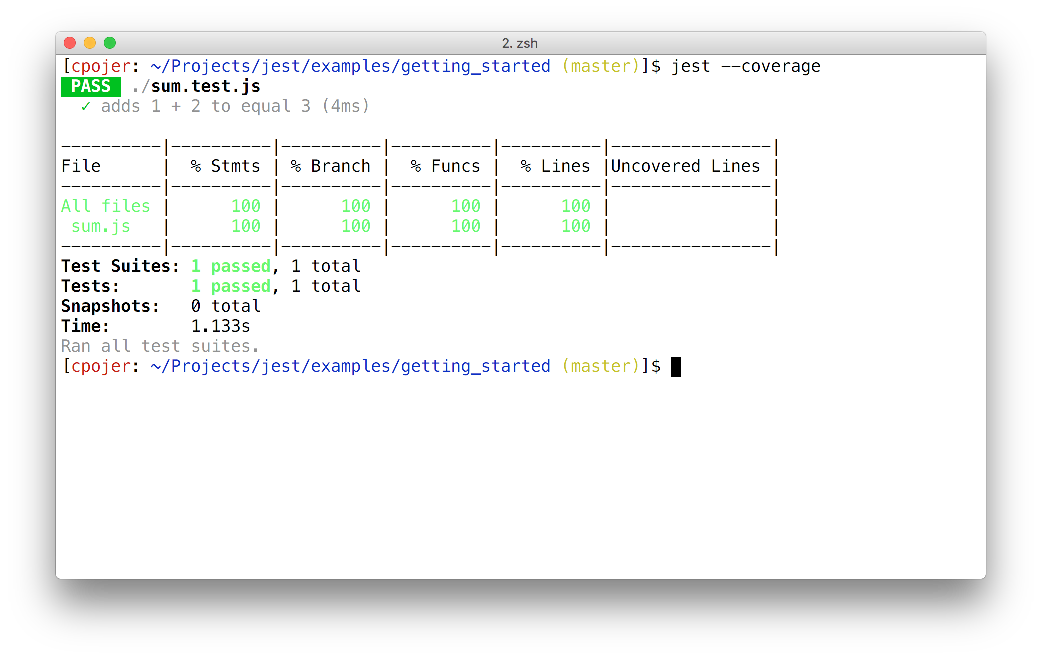 2. zsh
[cpojer: ~/Projects/jest/examples/getting_started (master)]$ jest --coverage
PASS ./sum.test.js
✓ adds 1 + 2 to equal 3 (4ms)
----------|----------|----------|----------|----------|----------------|
File      |  % Stmts | % Branch |  % Funcs |  % Lines |Uncovered Lines |
----------|----------|----------|----------|----------|----------------|
All files |      100 |      100 |      100 |      100 |                |
 sum.js   |      100 |      100 |      100 |      100 |                |
----------|----------|----------|----------|----------|----------------|
Test Suites: 1 passed, 1 total
Tests:       1 passed, 1 total
Snapshots:   0 total
Time:        1.133s
Ran all test suites.
[cpojer: ~/Projects/jest/examples/getting_started (master)]$